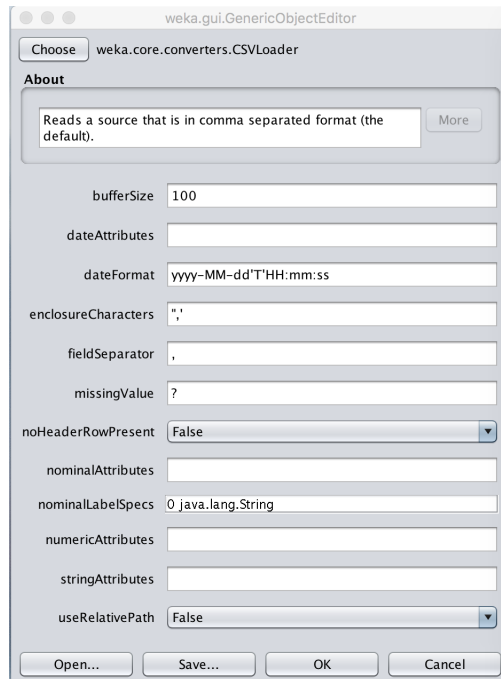 weka.gui.GenericObjectEditor
Choose weka.core.converters.CSVLoader
About
Reads a source that is in comma separated format (the
default).
More
bufferSize 100
dateAttributes
dateFormat yyyy-MM-dd'T'HH:mm:ss
enclosureCharacters ",'
fieldSeparator ,
missingValue ?
noHeaderRowPresent False
nominalAttributes
nominalLabelSpecs 0 java.lang.String
numericAttributes
stringAttributes
useRelativePath False
Open... Save... OK Cancel